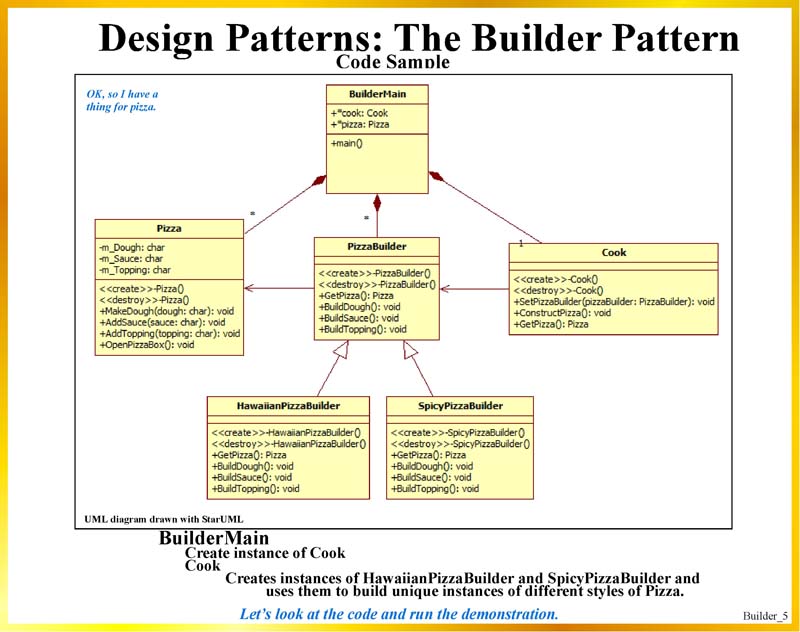 Design Patterns: The Builder Pattern
Code Sample
OK, so I have a
thing for pizza.
BuilderMain
+*cook: Cook
+*pizza: Pizza
+main()
*
*
1
Pizza
-m_Dough: char
-m_Sauce: char
-m_Topping: char
<<create>>-Pizza()
<<destroy>>-Pizza()
+MakeDough(dough: char): void
+AddSauce(sauce: char): void
+AddTopping(topping: char): void
+OpenPizzaBox(): void
PizzaBuilder
<<create>>-PizzaBuilder()
<<destroy>>-PizzaBuilder()
+GetPizza(): Pizza
+BuildDough(): void
+BuildSauce(): void
+BuildTopping(): void
Cook
<<create>>-Cook()
<<destroy>>-Cook()
+SetPizzaBuilder(pizzaBuilder: PizzaBuilder): void
+ConstructPizza(): void
+GetPizza(): Pizza
HawaiianPizzaBuilder
<<create>>-HawaiianPizzaBuilder()
<<destroy>>-HawaiianPizzaBuilder()
+GetPizza(): Pizza
+BuildDough(): void
+BuildSauce(): void
+BuildTopping(): void
SpicyPizzaBuilder
<<create>>-SpicyPizzaBuilder()
<<destroy>>-SpicyPizzaBuilder()
+GetPizza(): Pizza
+BuildDough(): void
+BuildSauce(): void
+BuildTopping(): void
UML diagram drawn with StarUML
BuilderMain
Create instance of Cook
Cook
Creates instances of HawaiianPizzaBuilder and SpicyPizzaBuilder and
uses them to build unique instances of different styles of Pizza.
Let's look at the code and run the demonstration.
Builder_5